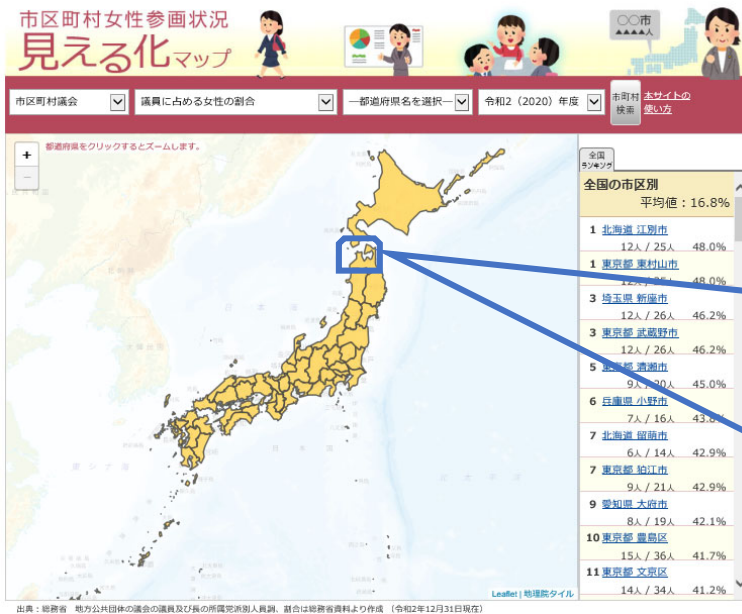 市区町村女性参画状況
見える化マップ
○○市
▲▲▲▲人
市区町村議会
議員に占める女性の割合
―都道府県名を選択―
令和2（2020）年度
市町村
検索
本サイトの
使い方
+
−
都道府県をクリックするとズームします。
全国
ランキング
全国の市区別
平均値：16.8%
1 北海道 江別市
12人 / 25人 48.0%
1 東京都 東村山市
48.0%
3 埼玉県 新座市
12人 / 26人 46.2%
3 東京都 武蔵野市
12人 / 26人 46.2%
5 東京都 清瀬市
9人 / 20人 45.0%
6 兵庫県 小野市
7人 / 16人 43.8%
7 北海道 留萌市
6人 / 14人 42.9%
7 東京都 狛江市
9人 / 21人 42.9%
9 愛知県 大府市
8人 / 19人 42.1%
10 東京都 豊島区
15人 / 36人 41.7%
11 東京都 文京区
14人 / 34人 41.2%
Leaflet | 地理院タイル
出典：総務省 地方公共団体の議会の議員及び長の所属党派別人員調、割合は総務省資料より作成 （令和2年12月31日現在）